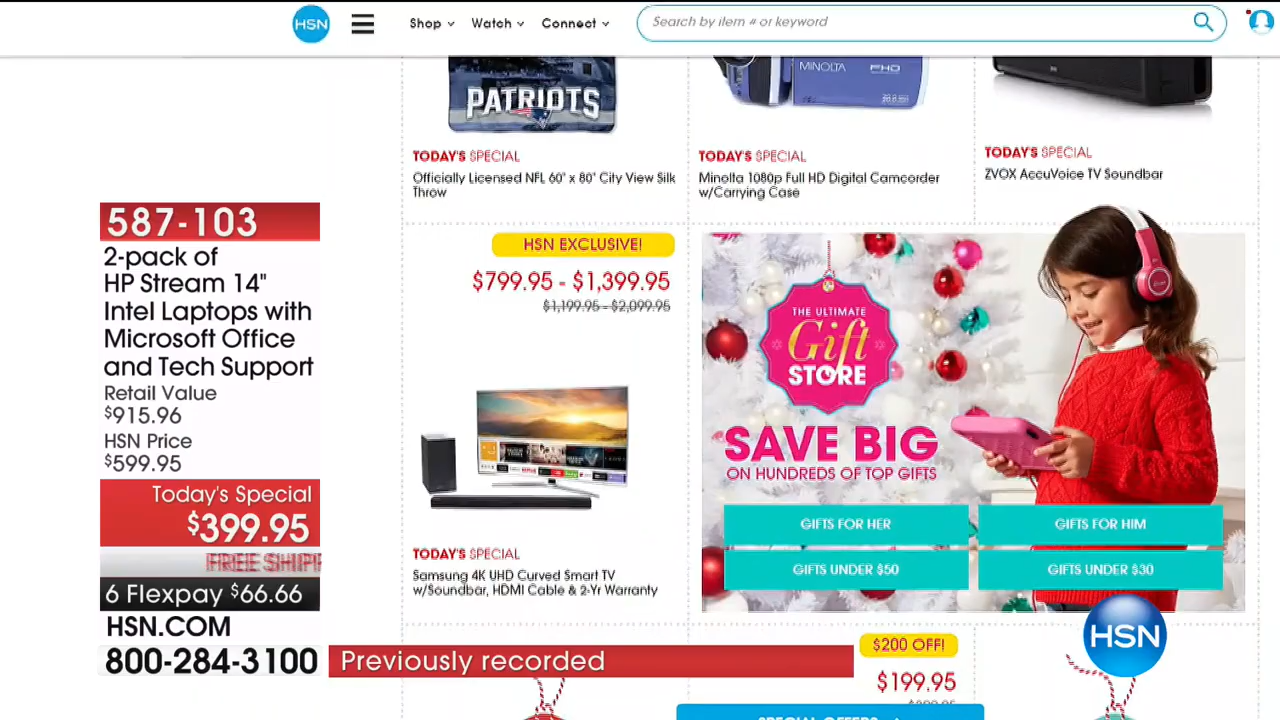 HSN
Shop
Watch
Connect
Search by item # or keyword
PATRIOTS
MINOLTA
FHD
TODAY'S SPECIAL
Officially Licensed NFL 60" x 80" City View Silk
Throw
TODAY'S SPECIAL
Minolta 1080p Full HD Digital Camcorder
w/Carrying Case
TODAY'S SPECIAL
ZVOX AccuVoice TV Soundbar
587-103
2-pack of
HP Stream 14"
Intel Laptops with
Microsoft Office
and Tech Support
Retail Value
$915.96
HSN Price
$599.95
Today's Special
$399.95
FREE SHIP
6 Flexpay $66.66
HSN.COM
800-284-3100
Previously recorded
HSN EXCLUSIVE!
$799.95 - $1,399.95
$1,199.95 - $2,099.95
TODAY'S SPECIAL
Samsung 4K UHD Curved Smart TV
w/Soundbar, HDMI Cable & 2-Yr Warranty
THE ULTIMATE
Gift
STORE
SAVE BIG
ON HUNDREDS OF TOP GIFTS
GIFTS FOR HER
GIFTS FOR HIM
GIFTS UNDER $50
GIFTS UNDER $30
HSN
$200 OFF!
$199.95
SPECIAL OFFERS